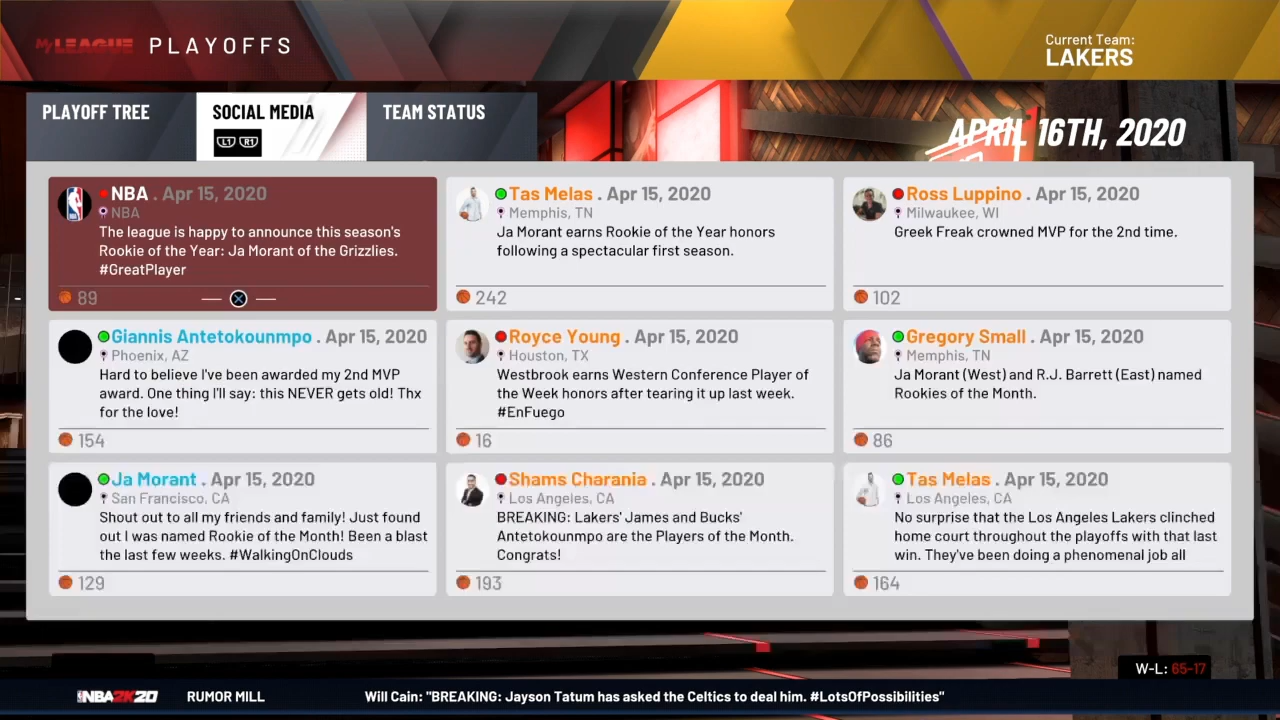 MyLEAGUE PLAYOFFS
Current Team:
LAKERS
PLAYOFF TREE
SOCIAL MEDIA
TEAM STATUS
L1 R1
APRIL 16TH, 2020
NBA . Apr 15, 2020
NBA
The league is happy to announce this season's
Rookie of the Year: Ja Morant of the Grizzlies.
#GreatPlayer
89
Tas Melas . Apr 15, 2020
Memphis, TN
Ja Morant earns Rookie of the Year honors
following a spectacular first season.
242
Ross Luppino . Apr 15, 2020
Milwaukee, WI
Greek Freak crowned MVP for the 2nd time.
102
Giannis Antetokounmpo . Apr 15, 2020
Phoenix, AZ
Hard to believe I've been awarded my 2nd MVP
award. One thing I'll say: this NEVER gets old! Thx
for the love!
154
Royce Young . Apr 15, 2020
Houston, TX
Westbrook earns Western Conference Player of
the Week honors after tearing it up last week.
#EnFuego
16
Gregory Small . Apr 15, 2020
Memphis, TN
Ja Morant (West) and R.J. Barrett (East) named
Rookies of the Month.
86
Ja Morant . Apr 15, 2020
San Francisco, CA
Shout out to all my friends and family! Just found
out I was named Rookie of the Month! Been a blast
the last few weeks. #WalkingOnClouds
129
Shams Charania . Apr 15, 2020
Los Angeles, CA
BREAKING: Lakers' James and Bucks'
Antetokounmpo are the Players of the Month.
Congrats!
193
Tas Melas . Apr 15, 2020
Los Angeles, CA
No surprise that the Los Angeles Lakers clinched
home court throughout the playoffs with that last
win. They've been doing a phenomenal job all
164
W-L: 65-17
NBA2K20 RUMOR MILL Will Cain: "BREAKING: Jayson Tatum has asked the Celtics to deal him. #LotsOfPossibilities"